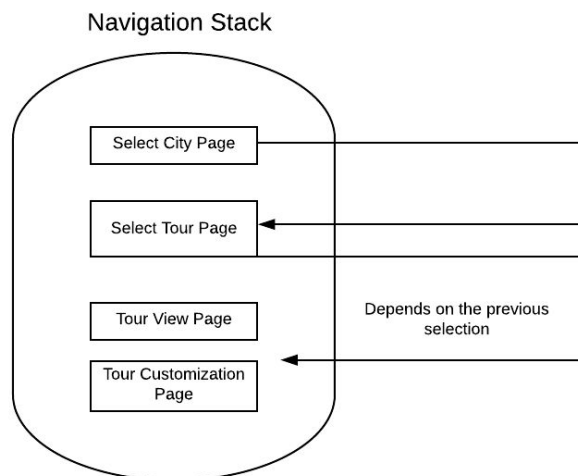 Navigation Stack
Select City Page
Select Tour Page
Tour View Page
Depends on the previous
selection
Tour Customization
Page